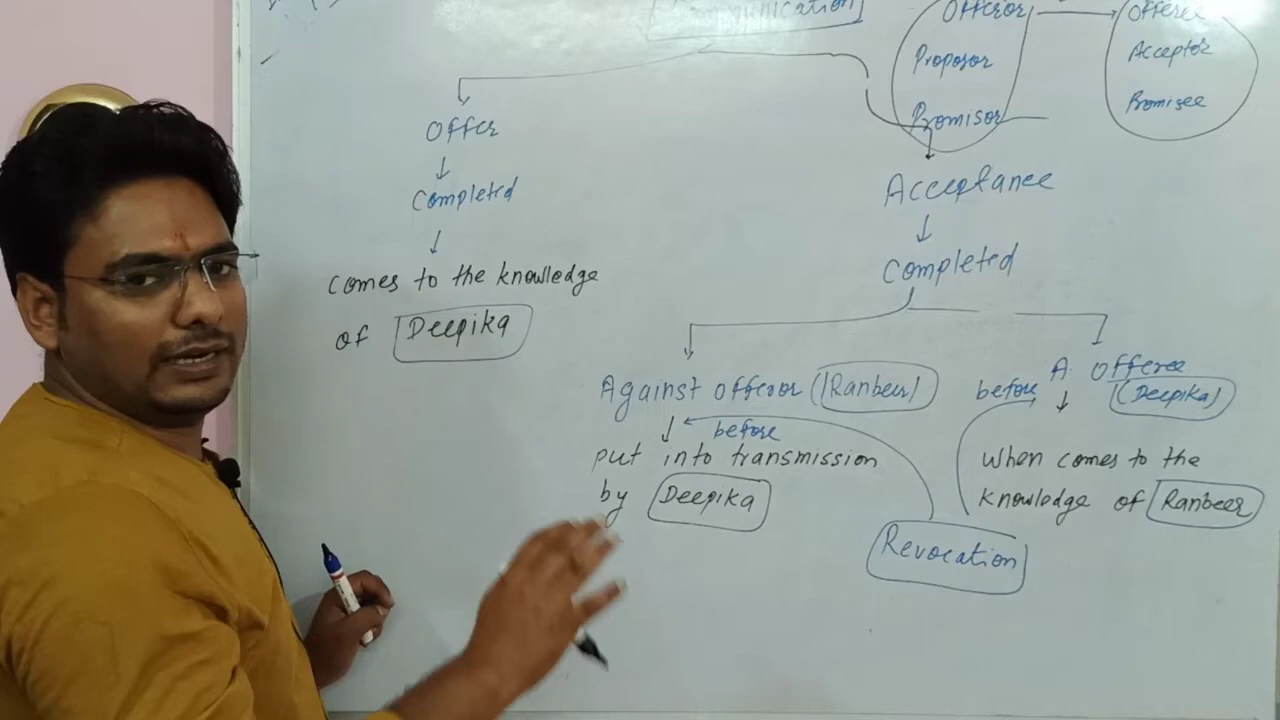 Communication
Offeror
Offeree
Proposor
Acceptor
Promisor
Promisee
Offer
Completed
comes to the knowledge
of Deepika
Acceptance
Completed
Against offeror (Ranbeer)
before
put into transmission
by Deepika
A Offeree
before
(Deepika)
when comes to the
knowledge of Ranbeer
Revocation